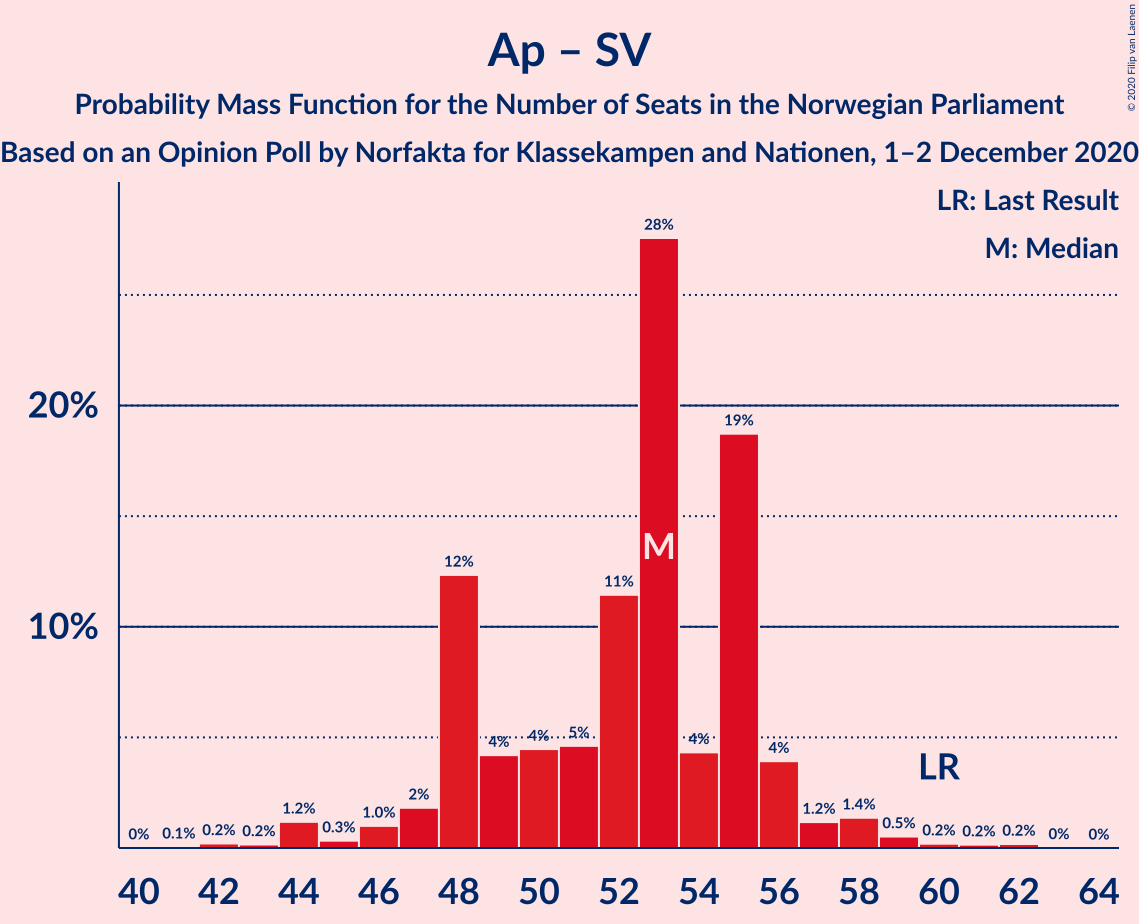 Ap – SV
Probability Mass Function for the Number of Seats in the Norwegian Parliament
Based on an Opinion Poll by Norfakta for Klassekampen and Nationen, 1–2 December 2020
© 2020 Filip van Laenen
LR: Last Result
M: Median
28%
20%
19%
M
12%
11%
10%
4% 4% 5% 4% 4%
LR
0% 0.1% 0.2% 0.2% 1.2% 0.3% 1.0% 2% 1.2% 1.4% 0.5% 0.2% 0.2% 0.2% 0% 0%
40 42 44 46 48 50 52 54 56 58 60 62 64